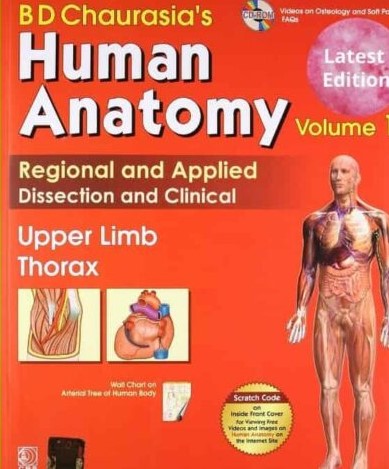 B D Chaurasia's
CD-ROM
Videos on Osteology and Soft Pa
FAQs
Human
Anatomy
Latest
Edition
Volume 1
Regional and Applied
Dissection and Clinical
Upper Limb
Thorax
Wall Chart on
Arterial Tree of Human Body
Scratch Code
on
Inside Front Cover
for Viewing Free
Videos and Images on
Human Anatomy on
the Internet Site